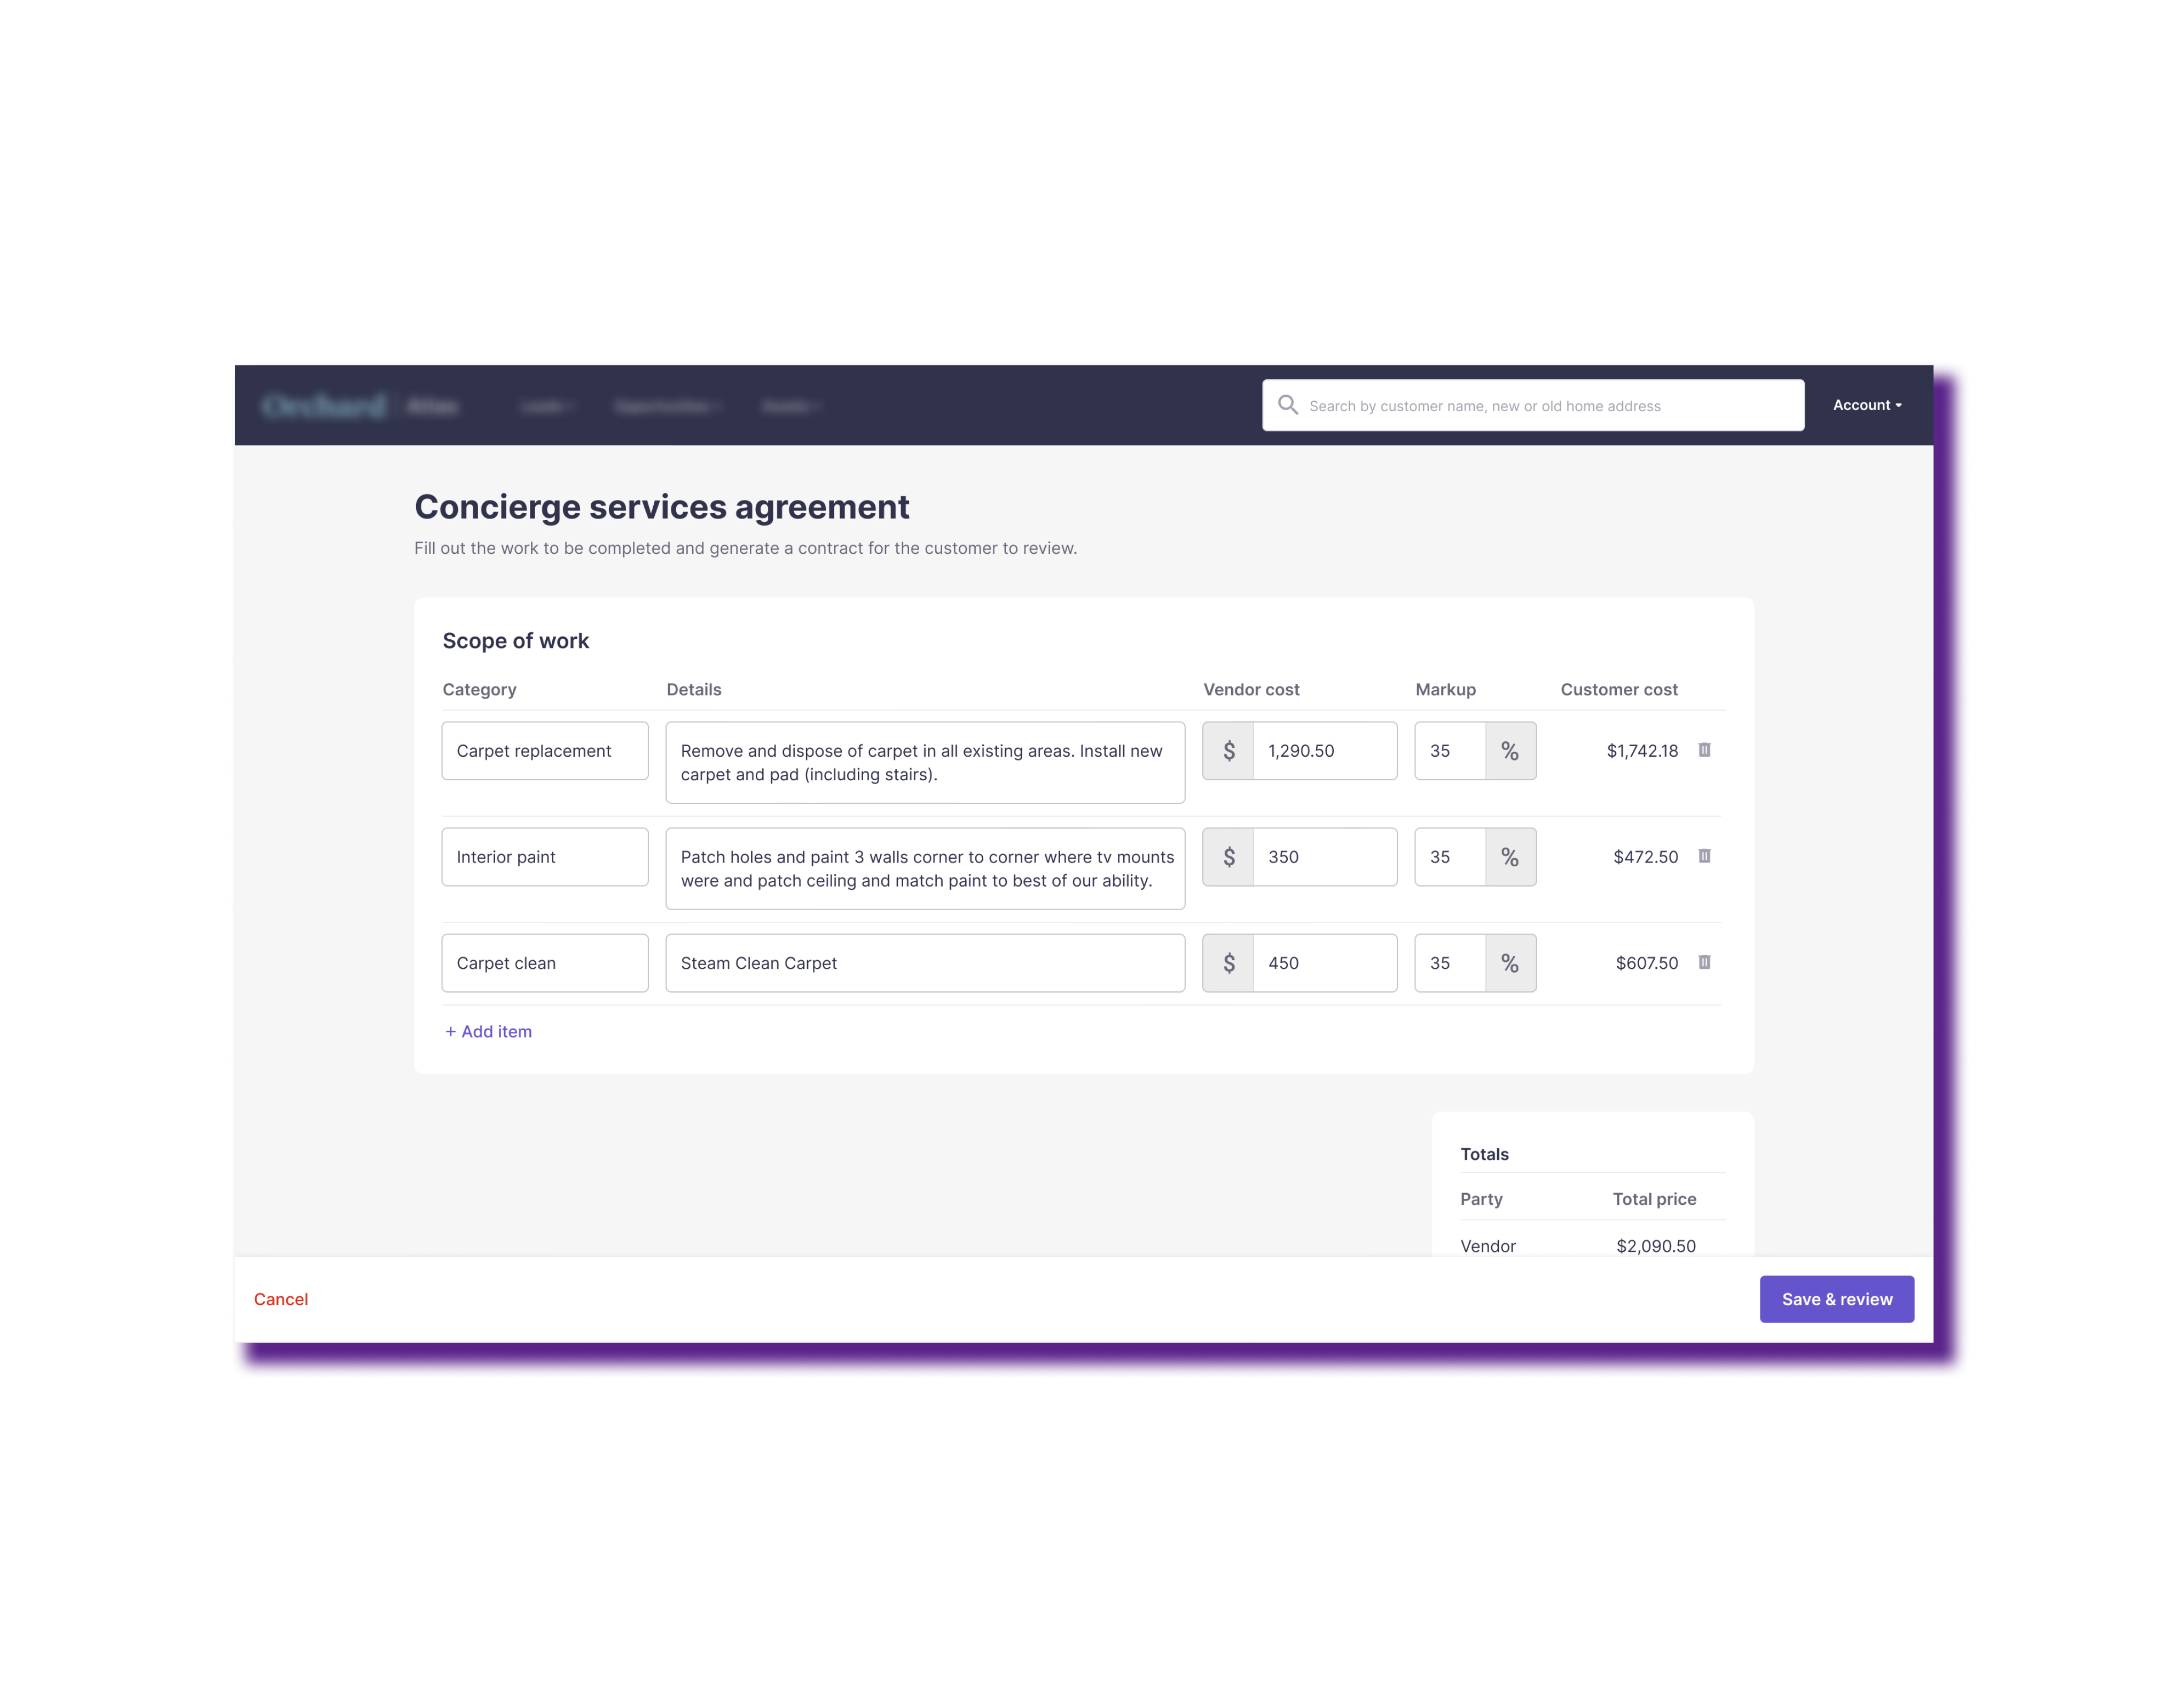 Orchard | Atlas
Search by customer name, new or old home address
Account
Concierge services agreement
Fill out the work to be completed and generate a contract for the customer to review.
Scope of work
Category Details Vendor cost Markup Customer cost
Carpet replacement
Remove and dispose of carpet in all existing areas. Install new
carpet and pad (including stairs).
$ 1,290.50 35 % $1,742.18
Interior paint
Patch holes and paint 3 walls corner to corner where tv mounts
were and patch ceiling and match paint to best of our ability.
$ 350 35 % $472.50
Carpet clean
Steam Clean Carpet
$ 450 35 % $607.50
+ Add item
Totals
Party Total price
Vendor $2,090.50
Cancel
Save & review